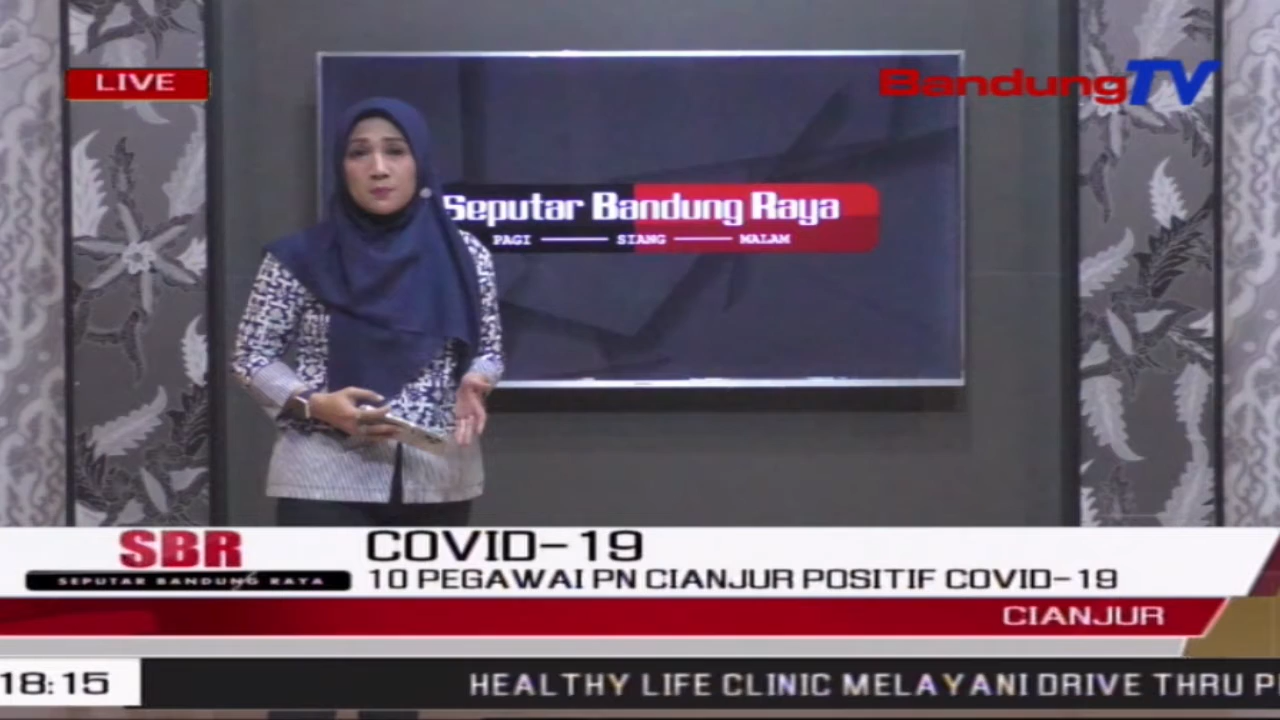 LIVE
BandungTV
Seputar Bandung Raya
PAGI SIANG MALAM
SBR
SEPUTAR BANDUNG RAYA
COVID-19
10 PEGAWAI PN CIANJUR POSITIF COVID-19
CIANJUR
18:15
HEALTHY LIFE CLINIC MELAYANI DRIVE THRU